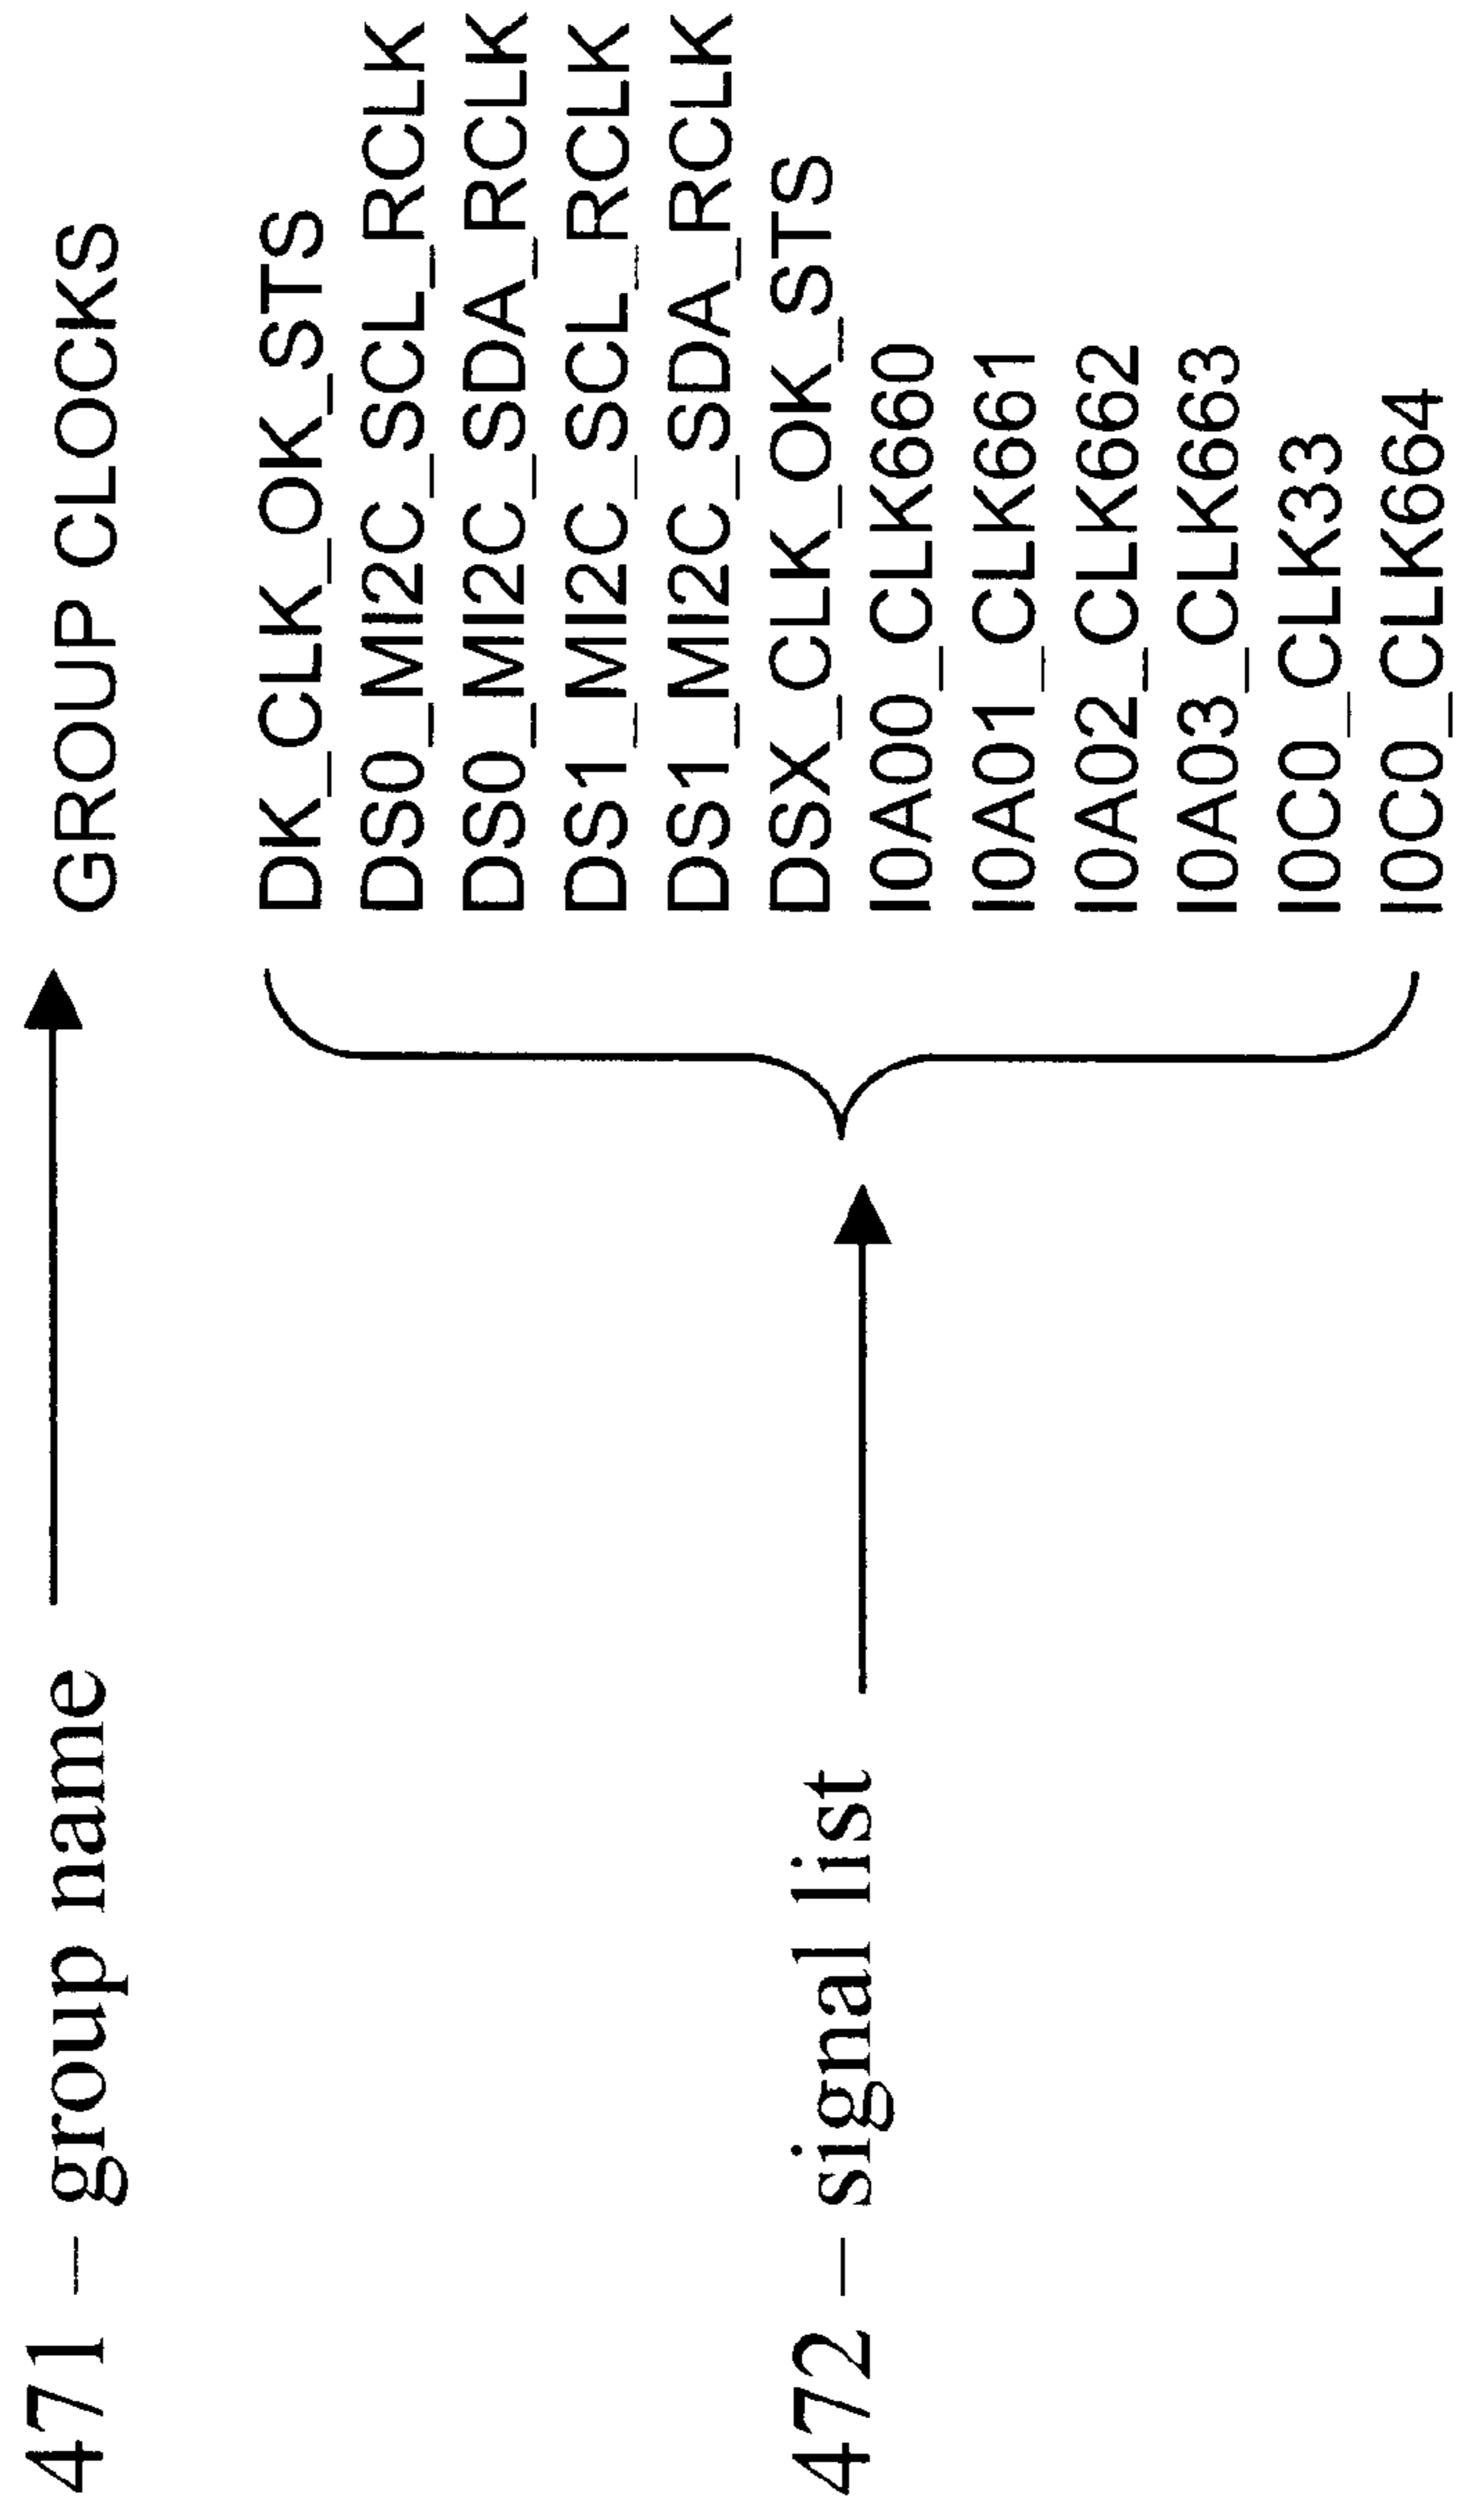 471 — group name
GROUP CLOCKS
472 — signal list
DK_CLK_OK_STS
DS0_MI2C_SCL_RCLK
DS0_MI2C_SDA_RCLK
DS1_MI2C_SCL_RCLK
DS1_MI2C_SDA_RCLK
DSX_CLK_OK_STS
I0A00_CLK660
I0A01_CLK661
I0A02_CLK662
I0A03_CLK663
I0C0_CLK33
I0C0_CLK664